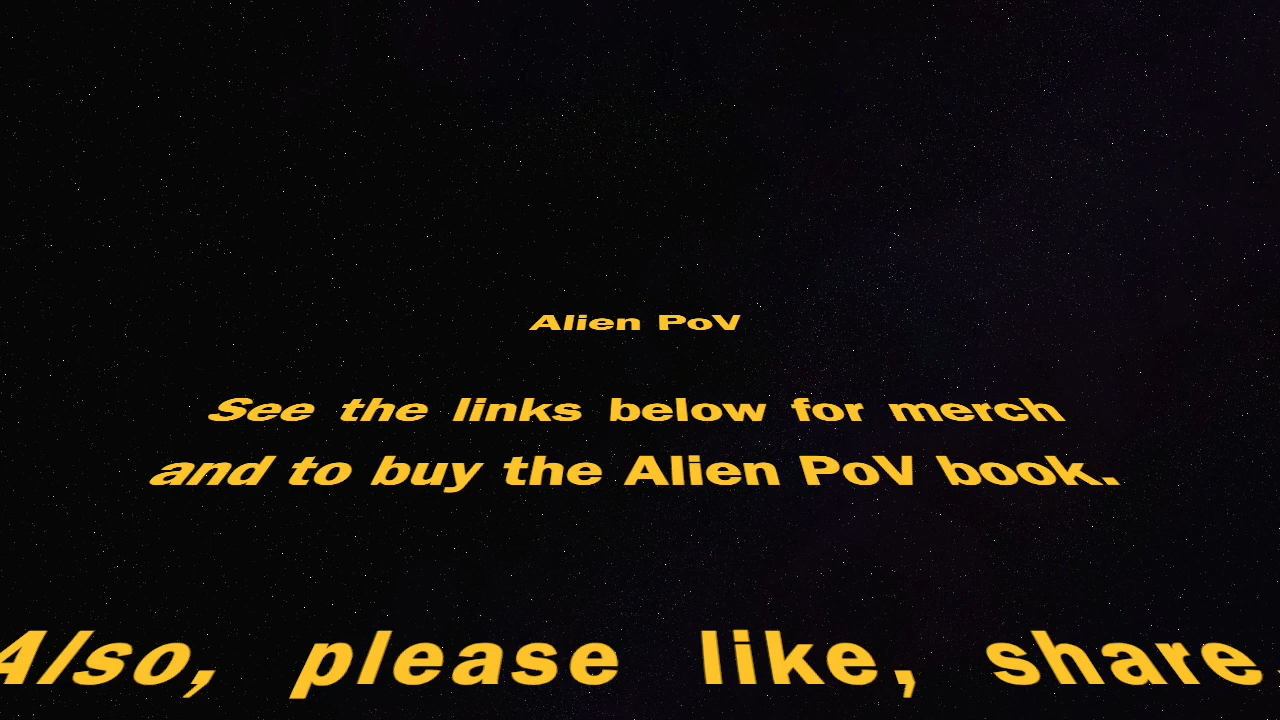 Alien PoV
See the links below for merch
and to buy the Alien PoV book.
Also, please like, share